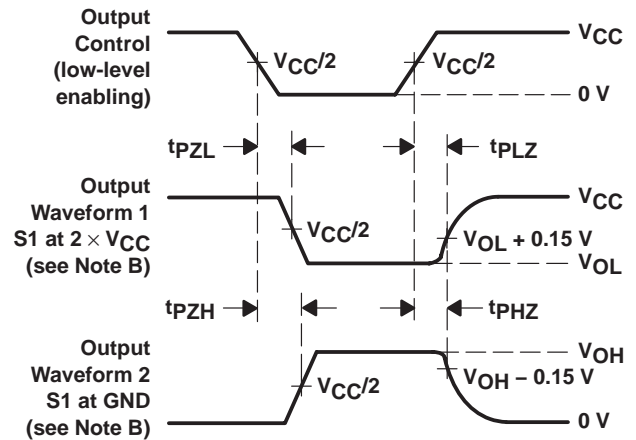 Output
Control
(low-level
enabling)
VCC/2
VCC/2
VCC
0 V
tPZL
tPLZ
Output
Waveform 1
S1 at 2 × VCC
(see Note B)
VCC/2
VCC
VOL + 0.15 V
VOL
tPZH
tPHZ
Output
Waveform 2
S1 at GND
(see Note B)
VCC/2
VOH
VOH − 0.15 V
0 V